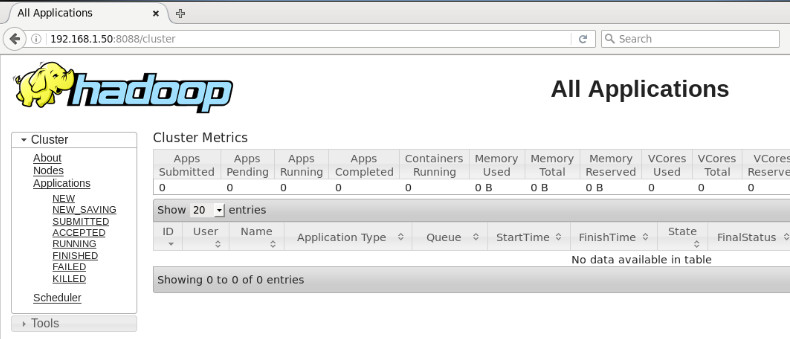 All Applications
192.168.1.50:8088/cluster
Search
hadoop
All Applications
Cluster
About
Nodes
Applications
NEW
NEW_SAVING
SUBMITTED
ACCEPTED
RUNNING
FINISHED
FAILED
KILLED
Scheduler
Tools
Cluster Metrics
Apps Submitted Apps Pending Apps Running Apps Completed Containers Running Memory Used Memory Total Memory Reserved VCores Used VCores Total VCores Reserve
0 0 0 0 0 0 B 0 B 0 B 0 0 0
Show 20 entries
ID User Name Application Type Queue StartTime FinishTime State FinalStatus
No data available in table
Showing 0 to 0 of 0 entries